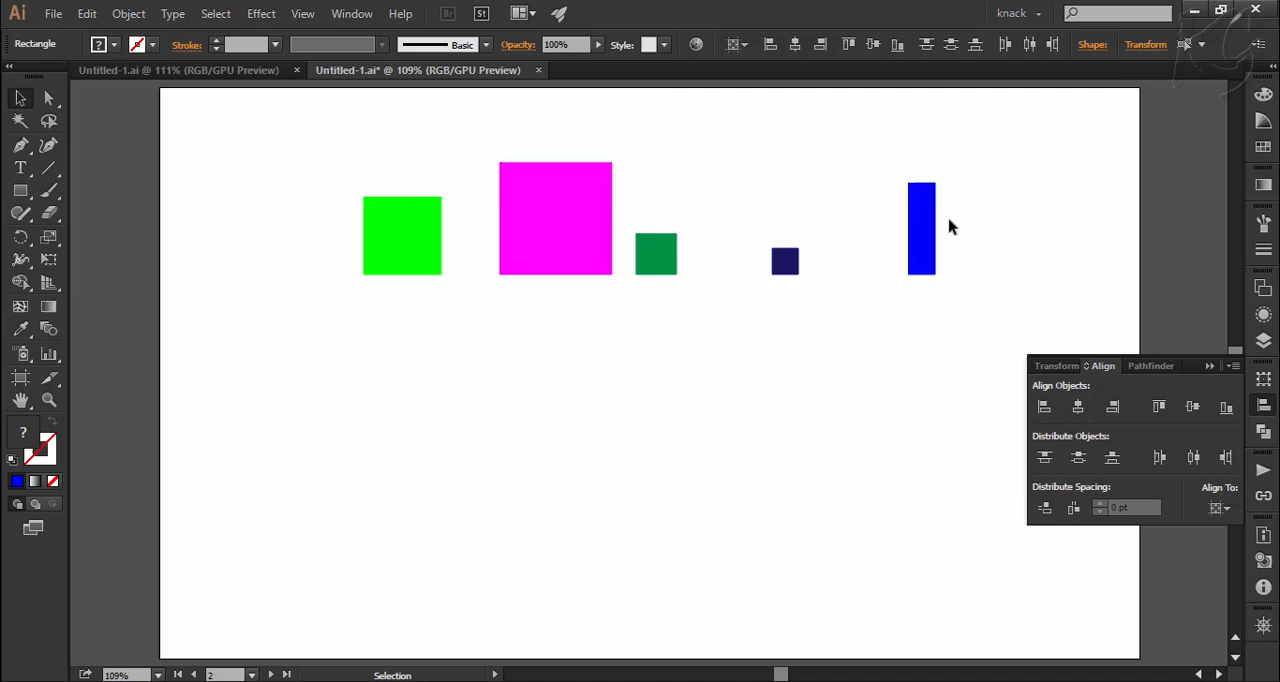 Ai File Edit Object Type Select Effect View Window Help Br St knack
Rectangle ? Stroke: Basic Opacity: 100% Style: Shape: Transform
Untitled-1.ai @ 111% (RGB/GPU Preview) × Untitled-1.ai* @ 109% (RGB/GPU Preview) ×
Transform Align Pathfinder
Align Objects:
Distribute Objects:
Distribute Spacing: Align To:
0 pt
?
109% 2 Selection